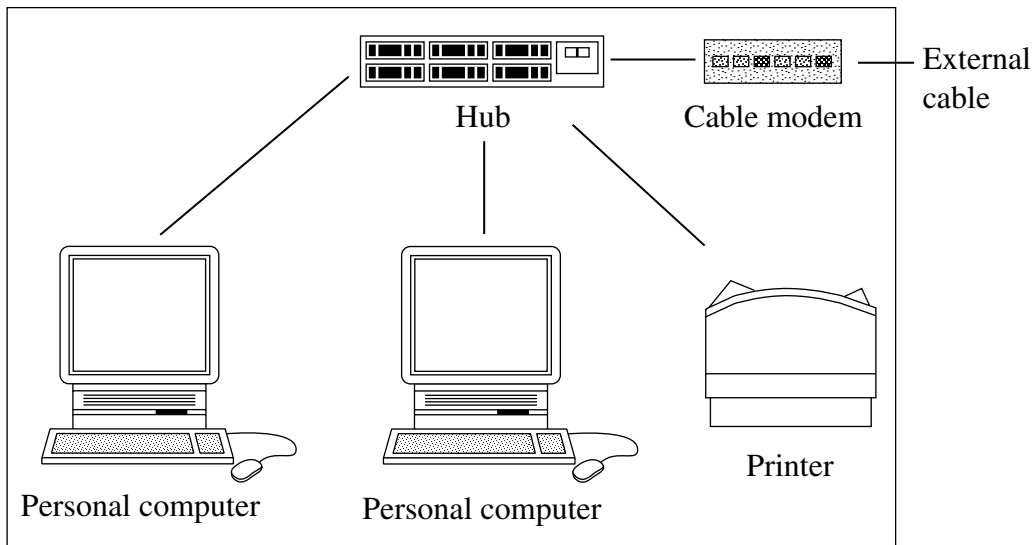 Hub
Cable modem
External
cable
Personal computer
Personal computer
Printer